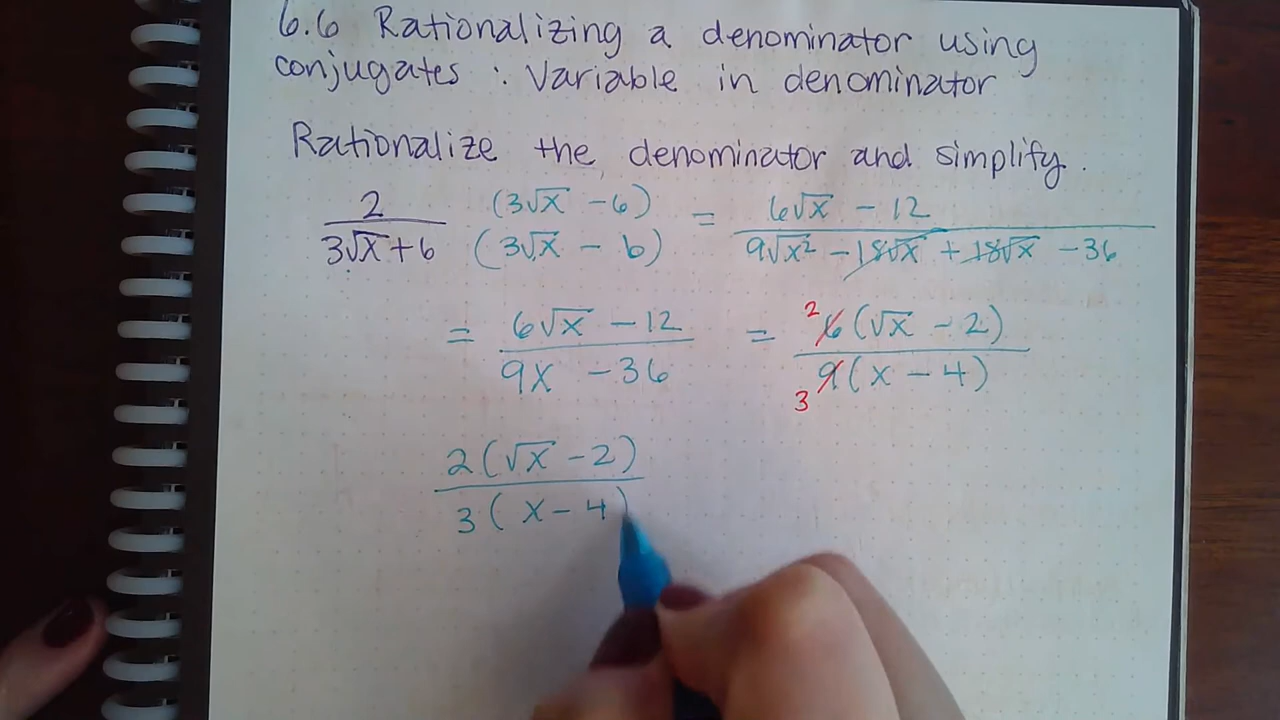 6.6 Rationalizing a denominator using
conjugates : Variable in denominator
Rationalize the denominator and simplify.
2 (3√x - 6) = 6√x - 12
3√x + 6 (3√x - 6) 9√x² - 18√x + 18√x - 36
= 6√x - 12 = 2 6(√x - 2)
9x - 36 9(x - 4)
3
2(√x - 2)
3(x - 4)